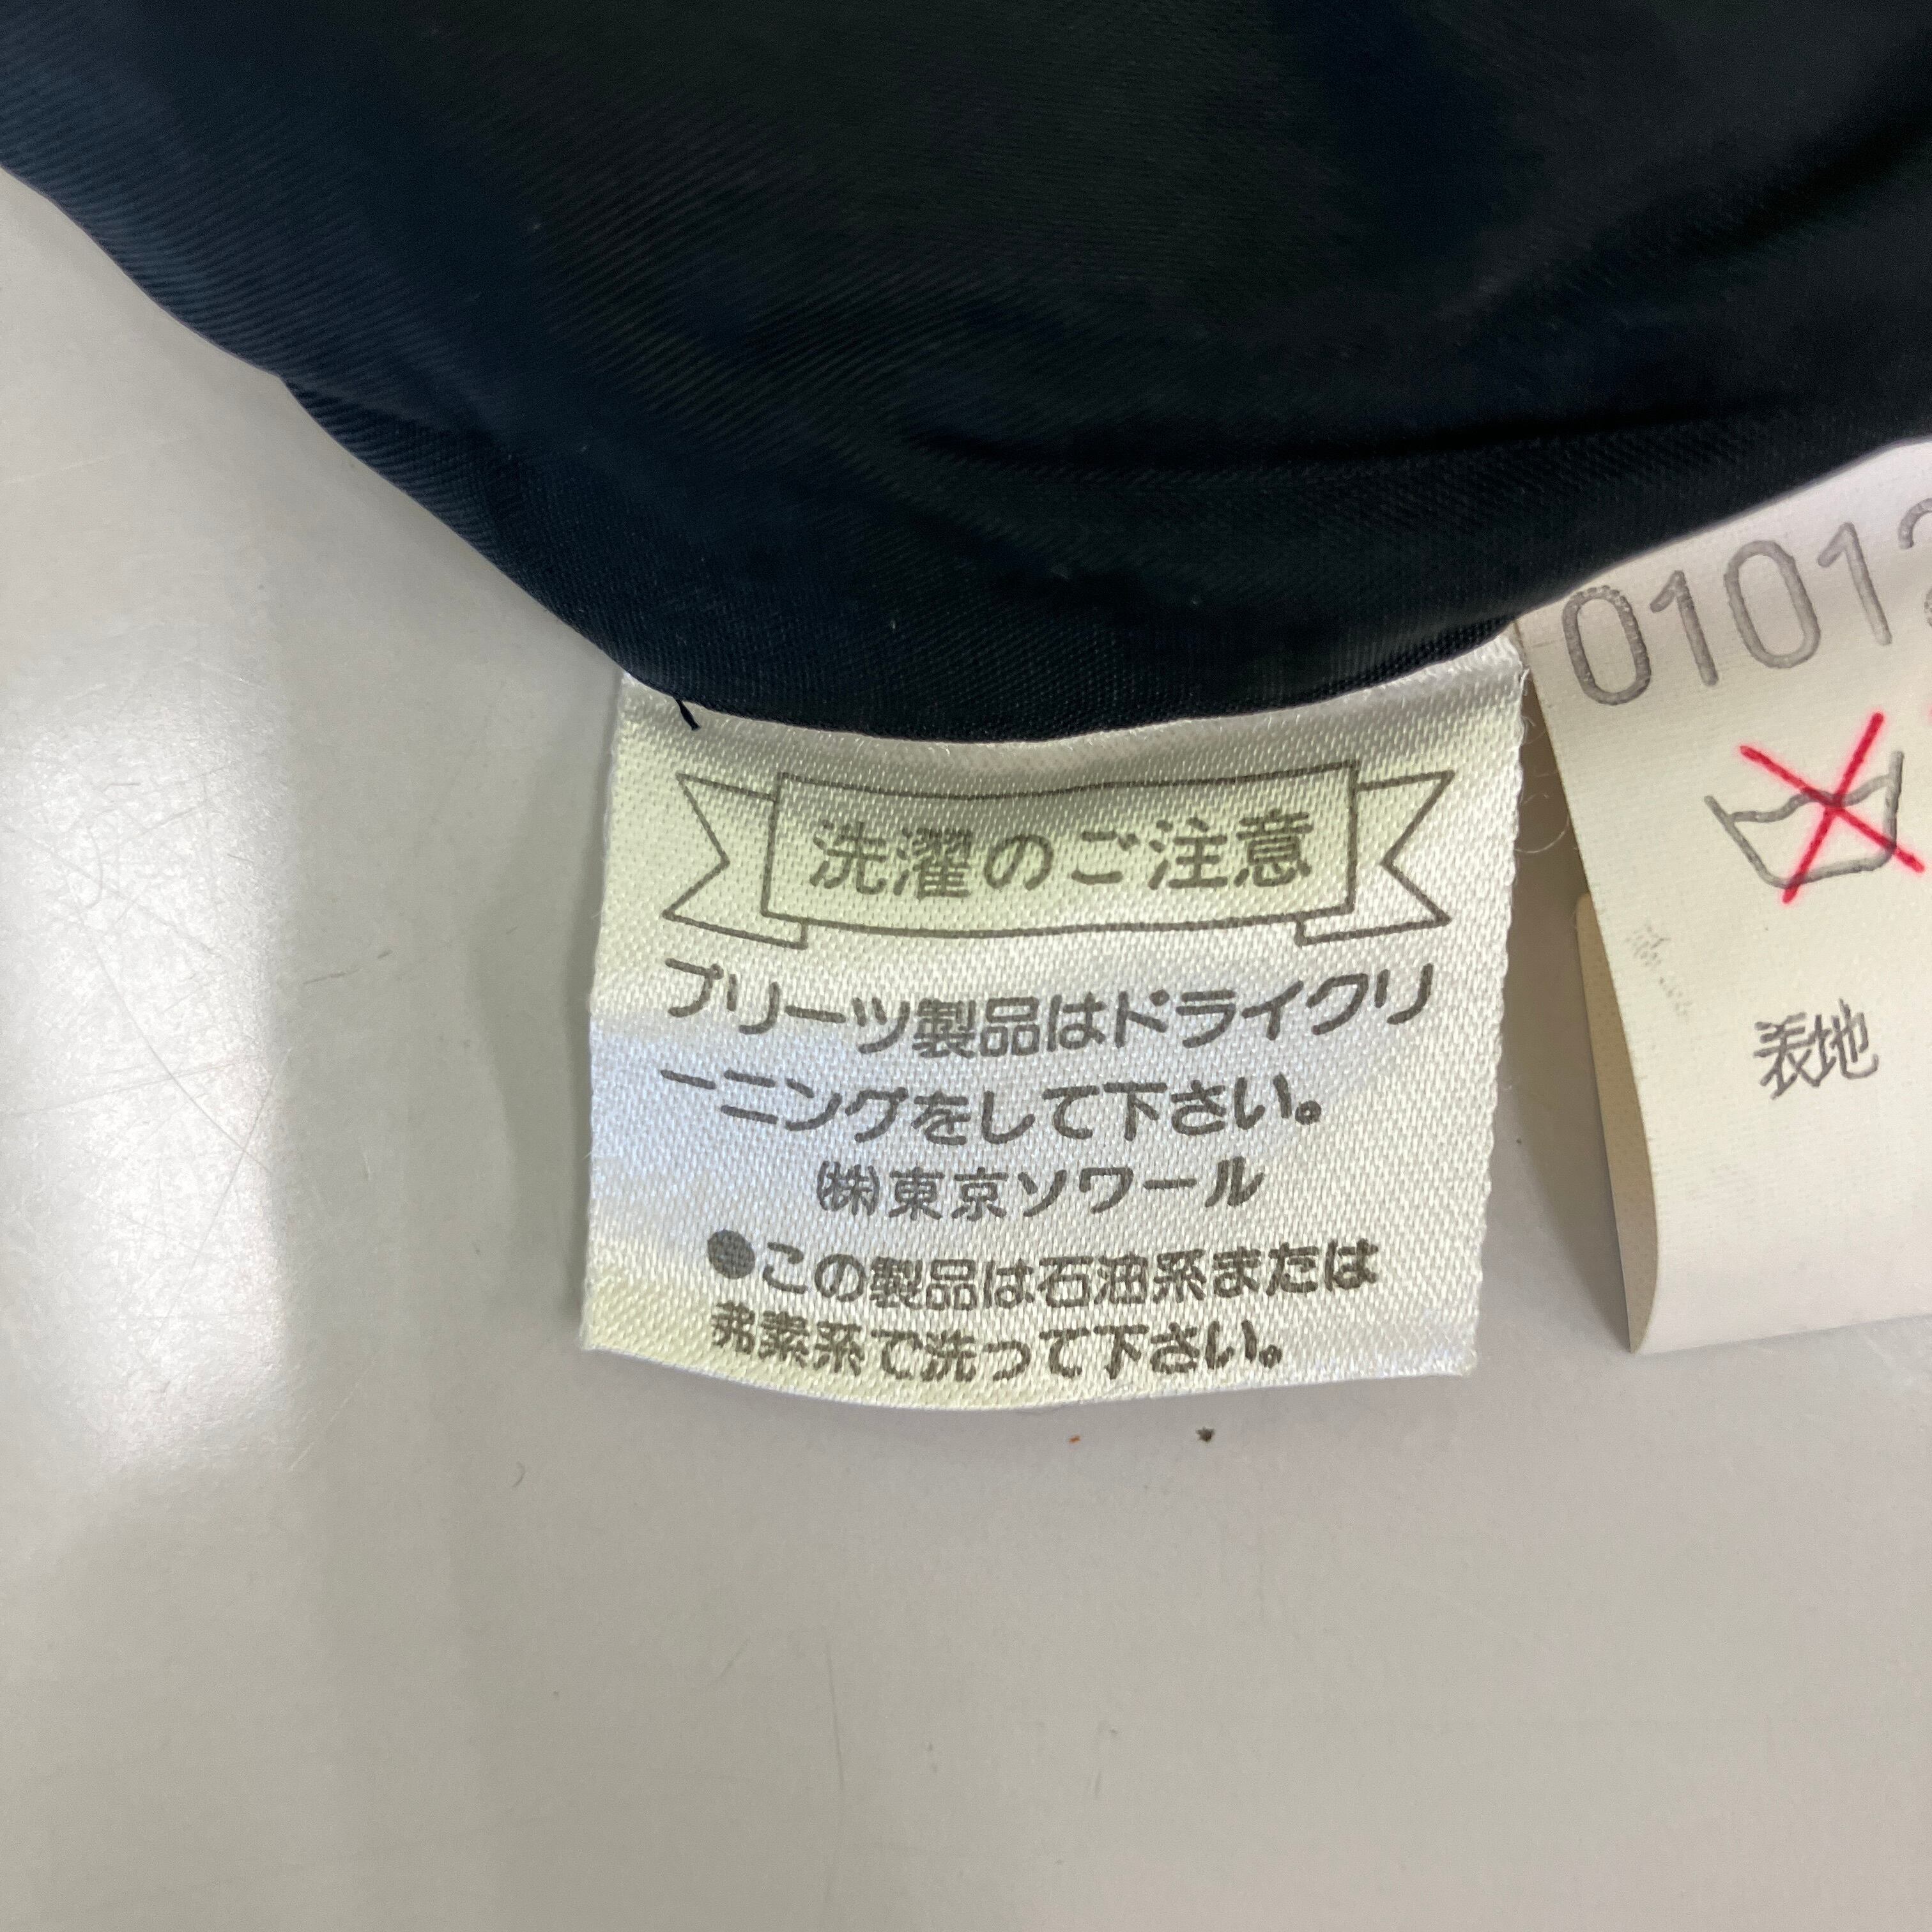 洗濯のご注意
プリーツ製品はドライクリ
ーニングをして下さい。
㈱東京ソワール
●この製品は石油系または
弗素系で洗って下さい。
0101
表地